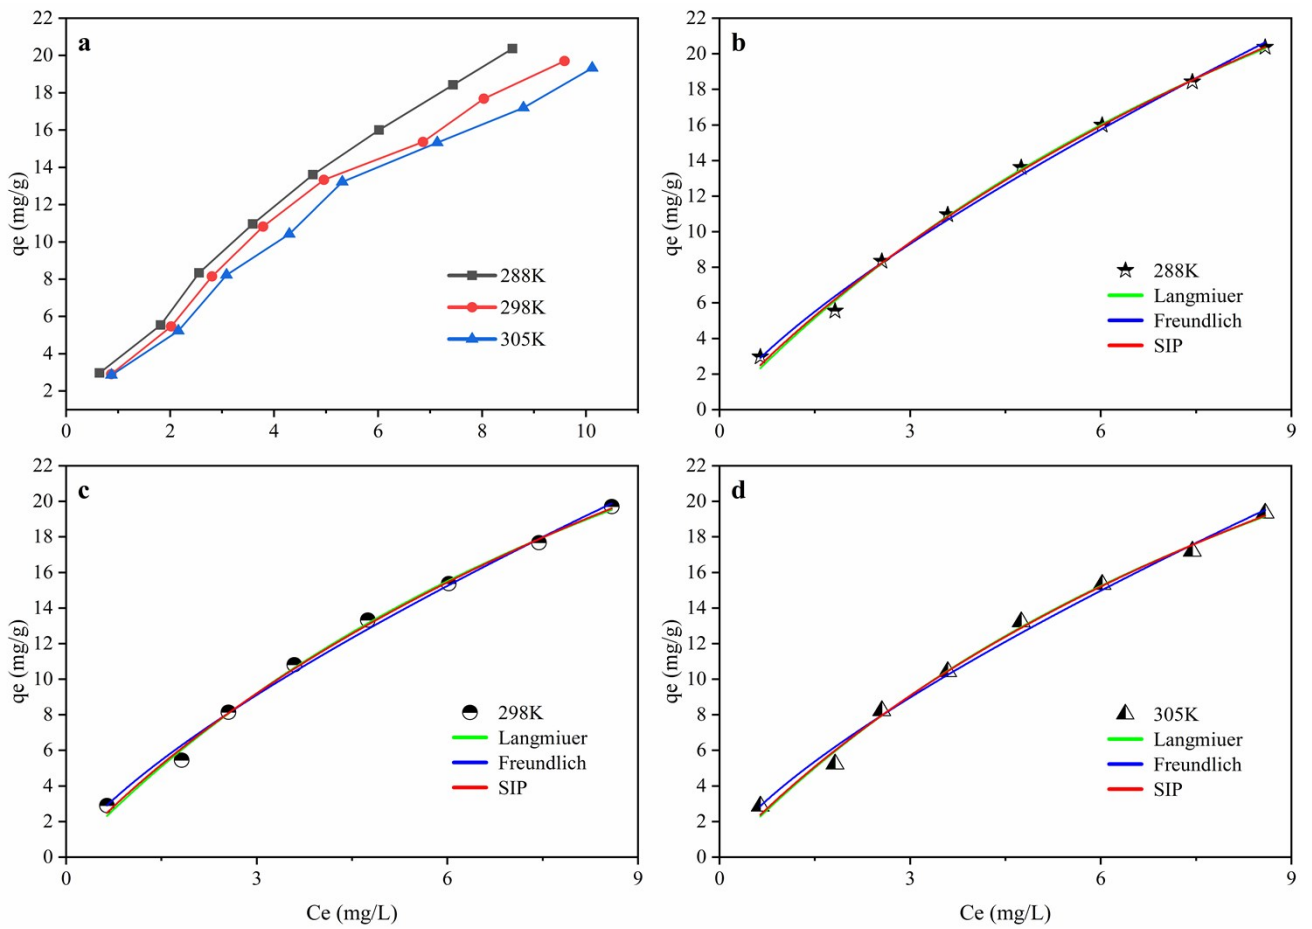 a
22
20
18
16
14
12
10
8
6
4
2
qe (mg/g)
288K
298K
305K
0 2 4 6 8 10
b
22
20
18
16
14
12
10
8
6
4
2
0
qe (mg/g)
288K
Langmiuer
Freundlich
SIP
0 3 6 9
c
22
20
18
16
14
12
10
8
6
4
2
0
qe (mg/g)
298K
Langmiuer
Freundlich
SIP
0 3 6 9
Ce (mg/L)
d
22
20
18
16
14
12
10
8
6
4
2
0
qe (mg/g)
305K
Langmiuer
Freundlich
SIP
0 3 6 9
Ce (mg/L)